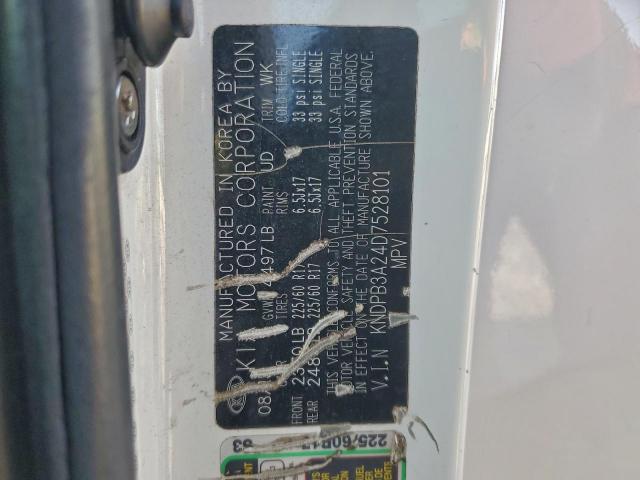 MANUFACTURED IN KOREA BY
KIA MOTORS CORPORATION
08/ GVWR 4497LB PAINT UD TRIM WK
TIRES RIMS COLD TIRE INFL
FRONT LB 225/60 R17 6.5Jx17 33 psi SINGLE
REAR 225/60 R17 6.5Jx17 33 psi SINGLE
THIS VEHICLE CONFORMS TO ALL APPLICABLE U.S.A. FEDERAL
MOTOR VEHICLE SAFETY AND THEFT PREVENTION STANDARDS
IN EFFECT ON THE DATE OF MANUFACTURE SHOWN ABOVE.
V.I.N KNDPB3A24D7528101
MPV
225/60R17